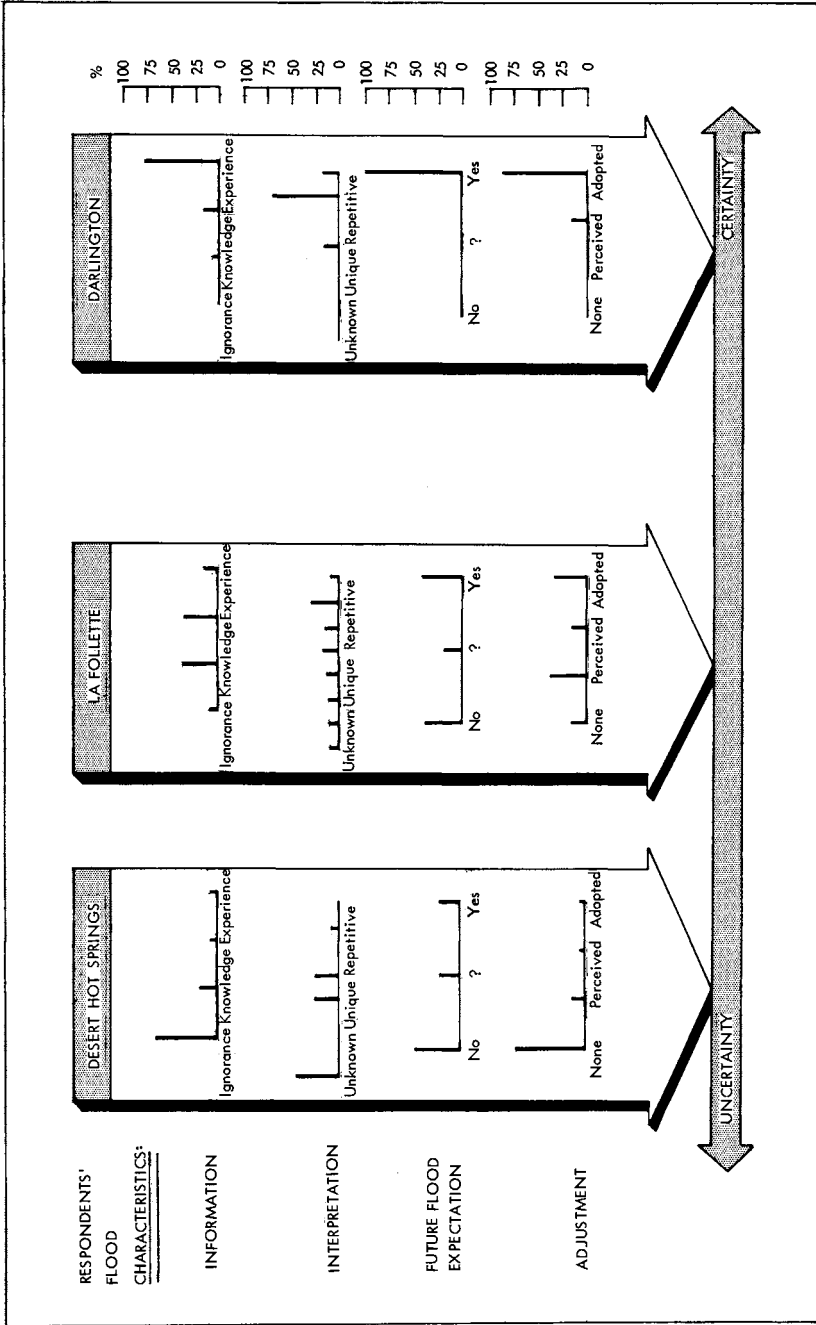 RESPONDENTS'
FLOOD
CHARACTERISTICS:
DESERT HOT SPRINGS
LA FOLLETTE
DARLINGTON
%
INFORMATION
Ignorance Knowledge Experience
Ignorance Knowledge Experience
Ignorance Knowledge Experience
100
75
50
25
0
INTERPRETATION
Unknown Unique Repetitive
Unknown Unique Repetitive
Unknown Unique Repetitive
100
75
50
25
0
FUTURE FLOOD
EXPECTATION
No ? Yes
No ? Yes
No ? Yes
100
75
50
25
0
ADJUSTMENT
None Perceived Adopted
None Perceived Adopted
None Perceived Adopted
100
75
50
25
0
UNCERTAINTY
CERTAINTY